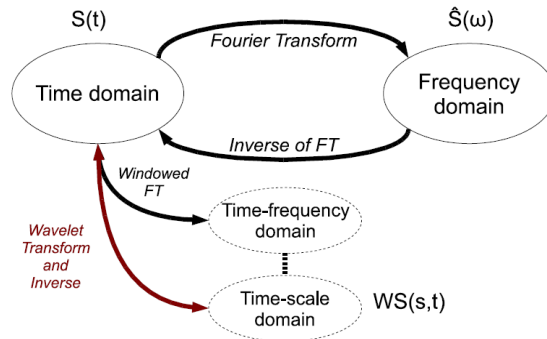 S(t)
Ŝ(ω)
Fourier Transform
Time domain
Frequency
domain
Inverse of FT
Windowed
FT
Time-frequency
domain
Wavelet
Transform
and
Inverse
Time-scale
domain
WS(s,t)